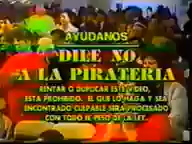 AYUDANOS
DILE NO
A LA PIRATERIA
RENTAR O DUPLICAR ESTE VIDEO,
ESTA PROHIBIDO. EL QUE LO HAGA Y SEA
ENCONTRADO CULPABLE SERA PROCESADO
CON TODO EL PESO DE LA LEY.